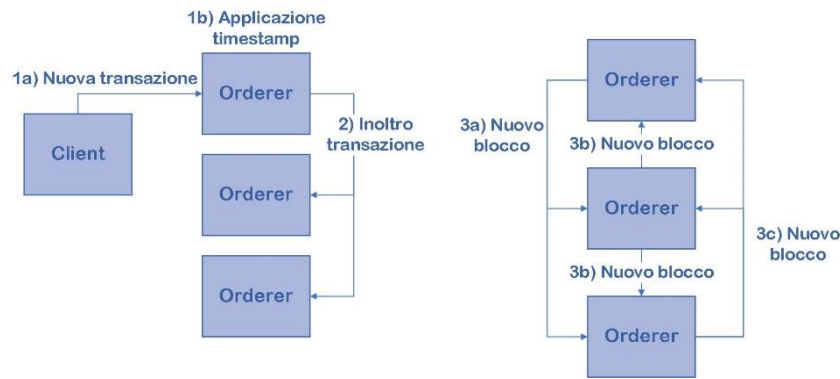 1b) Applicazione
timestamp
1a) Nuova transazione
Orderer
Client
2) Inoltro
transazione
Orderer
Orderer
Orderer
3a) Nuovo
blocco
3b) Nuovo blocco
Orderer
3c) Nuovo
blocco
3b) Nuovo blocco
Orderer